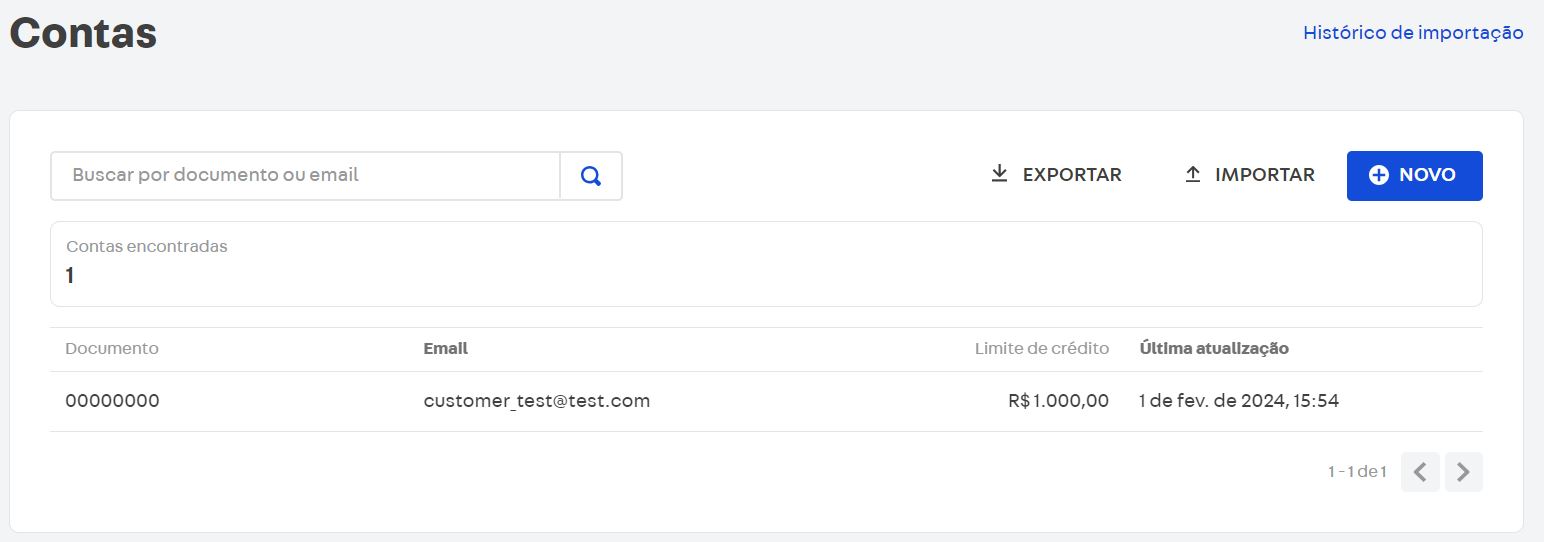 Contas
Histórico de importação
Buscar por documento ou email
EXPORTAR
IMPORTAR
NOVO
Contas encontradas
1
Documento Email Limite de crédito Última atualização
00000000 customer_test@test.com R$ 1.000,00 1 de fev. de 2024, 15:54
1 - 1 de 1